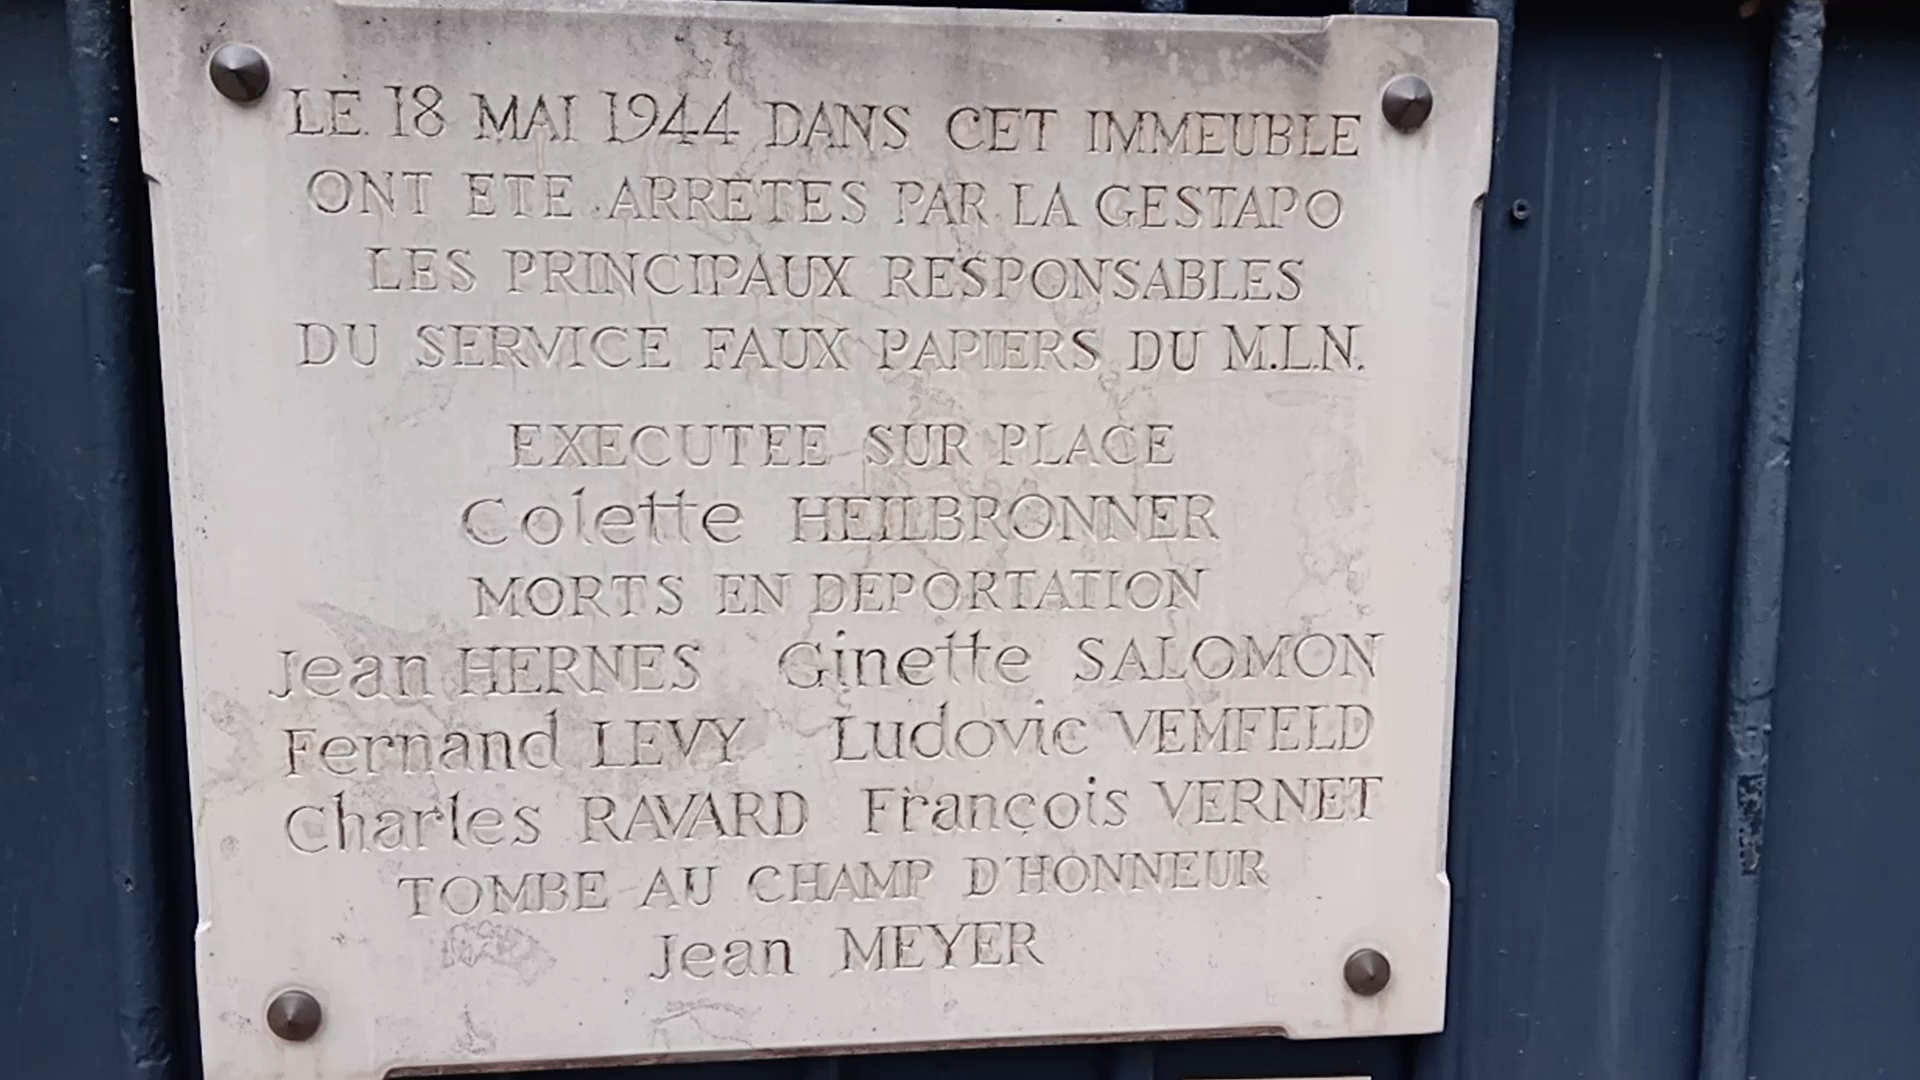 LE 18 MAI 1944 DANS CET IMMEUBLE
ONT ETE ARRETES PAR LA GESTAPO
LES PRINCIPAUX RESPONSABLES
DU SERVICE FAUX PAPIERS DU M.L.N.
EXECUTEE SUR PLACE
Colette HEILBRONNER
MORTS EN DEPORTATION
Jean HERNES Ginette SALOMON
Fernand LEVY Ludovic VEMFELD
Charles RAVARD François VERNET
TOMBE AU CHAMP D'HONNEUR
Jean MEYER